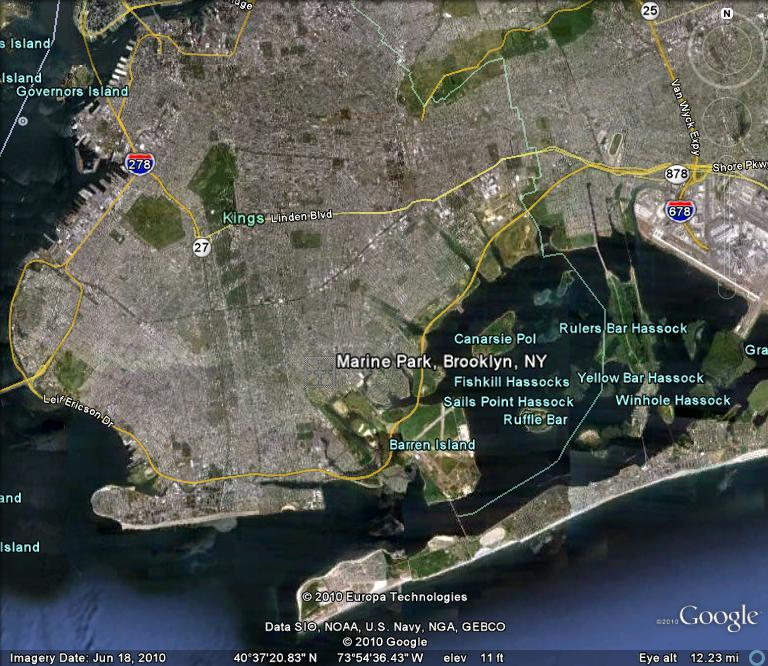 dge
25
N
s Island
Island
Governors Island
Van Wyck Expy
278
Shore Pkwy
878
678
Kings
Linden Blvd
27
Rulers Bar Hassock
Canarsie Pol
Gra
Marine Park, Brooklyn, NY
Fishkill Hassocks
Yellow Bar Hassock
Sails Point Hassock
Winhole Hassock
Leif Ericson Dr
Ruffle Bar
Barren Island
and
Island
© 2010 Europa Technologies
©2010 Google
Data SIO, NOAA, U.S. Navy, NGA, GEBCO
© 2010 Google
Imagery Date: Jun 18, 2010 40°37'20.83" N 73°54'36.43" W elev 11 ft Eye alt 12.23 mi